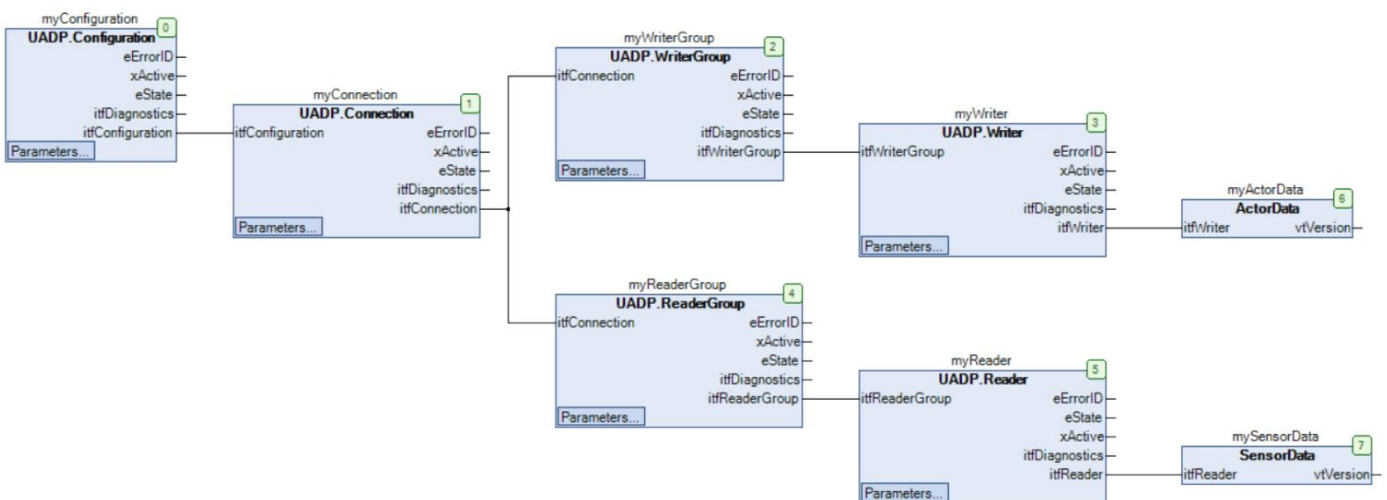 myConfiguration
0
UADP.Configuration
eErrorID
xActive
eState
itfDiagnostics
itfConfiguration
Parameters...
myConnection
1
UADP.Connection
itfConfiguration eErrorID
xActive
eState
itfDiagnostics
itfConnection
Parameters...
myWriterGroup
2
UADP.WriterGroup
itfConnection eErrorID
xActive
eState
itfDiagnostics
itfWriterGroup
Parameters...
myWriter
3
UADP.Writer
itfWriterGroup eErrorID
xActive
eState
itfDiagnostics
itfWriter
Parameters...
myActorData
6
ActorData
itfWriter vtVersion
myReaderGroup
4
UADP.ReaderGroup
itfConnection eErrorID
xActive
eState
itfDiagnostics
itfReaderGroup
Parameters...
myReader
5
UADP.Reader
itfReaderGroup eErrorID
eState
xActive
itfDiagnostics
itfReader
Parameters...
mySensorData
7
SensorData
itfReader vtVersion